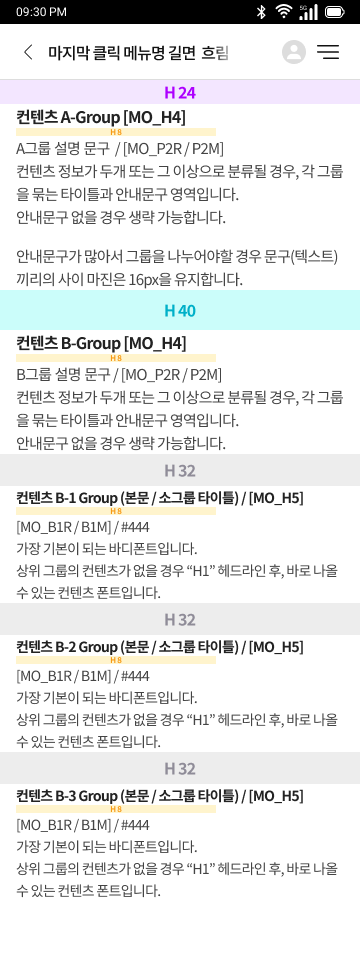 09:30 PM
5G
마지막 클릭 메뉴명 길면 흐림
H 24
컨텐츠 A-Group [MO_H4]
H 8
A그룹 설명 문구 / [MO_P2R / P2M]
컨텐츠 정보가 두개 또는 그 이상으로 분류될 경우, 각 그룹
을 묶는 타이틀과 안내문구 영역입니다.
안내문구 없을 경우 생략 가능합니다.
안내문구가 많아서 그룹을 나누어야할 경우 문구(텍스트)
끼리의 사이 마진은 16px을 유지합니다.
H 40
컨텐츠 B-Group [MO_H4]
H 8
B그룹 설명 문구 / [MO_P2R / P2M]
컨텐츠 정보가 두개 또는 그 이상으로 분류될 경우, 각 그룹
을 묶는 타이틀과 안내문구 영역입니다.
안내문구 없을 경우 생략 가능합니다.
H 32
컨텐츠 B-1 Group (본문 / 소그룹 타이틀) / [MO_H5]
H 8
[MO_B1R / B1M] / #444
가장 기본이 되는 바디폰트입니다.
상위 그룹의 컨텐츠가 없을 경우 “H1” 헤드라인 후, 바로 나올
수 있는 컨텐츠 폰트입니다.
H 32
컨텐츠 B-2 Group (본문 / 소그룹 타이틀) / [MO_H5]
H 8
[MO_B1R / B1M] / #444
가장 기본이 되는 바디폰트입니다.
상위 그룹의 컨텐츠가 없을 경우 “H1” 헤드라인 후, 바로 나올
수 있는 컨텐츠 폰트입니다.
H 32
컨텐츠 B-3 Group (본문 / 소그룹 타이틀) / [MO_H5]
H 8
[MO_B1R / B1M] / #444
가장 기본이 되는 바디폰트입니다.
상위 그룹의 컨텐츠가 없을 경우 “H1” 헤드라인 후, 바로 나올
수 있는 컨텐츠 폰트입니다.